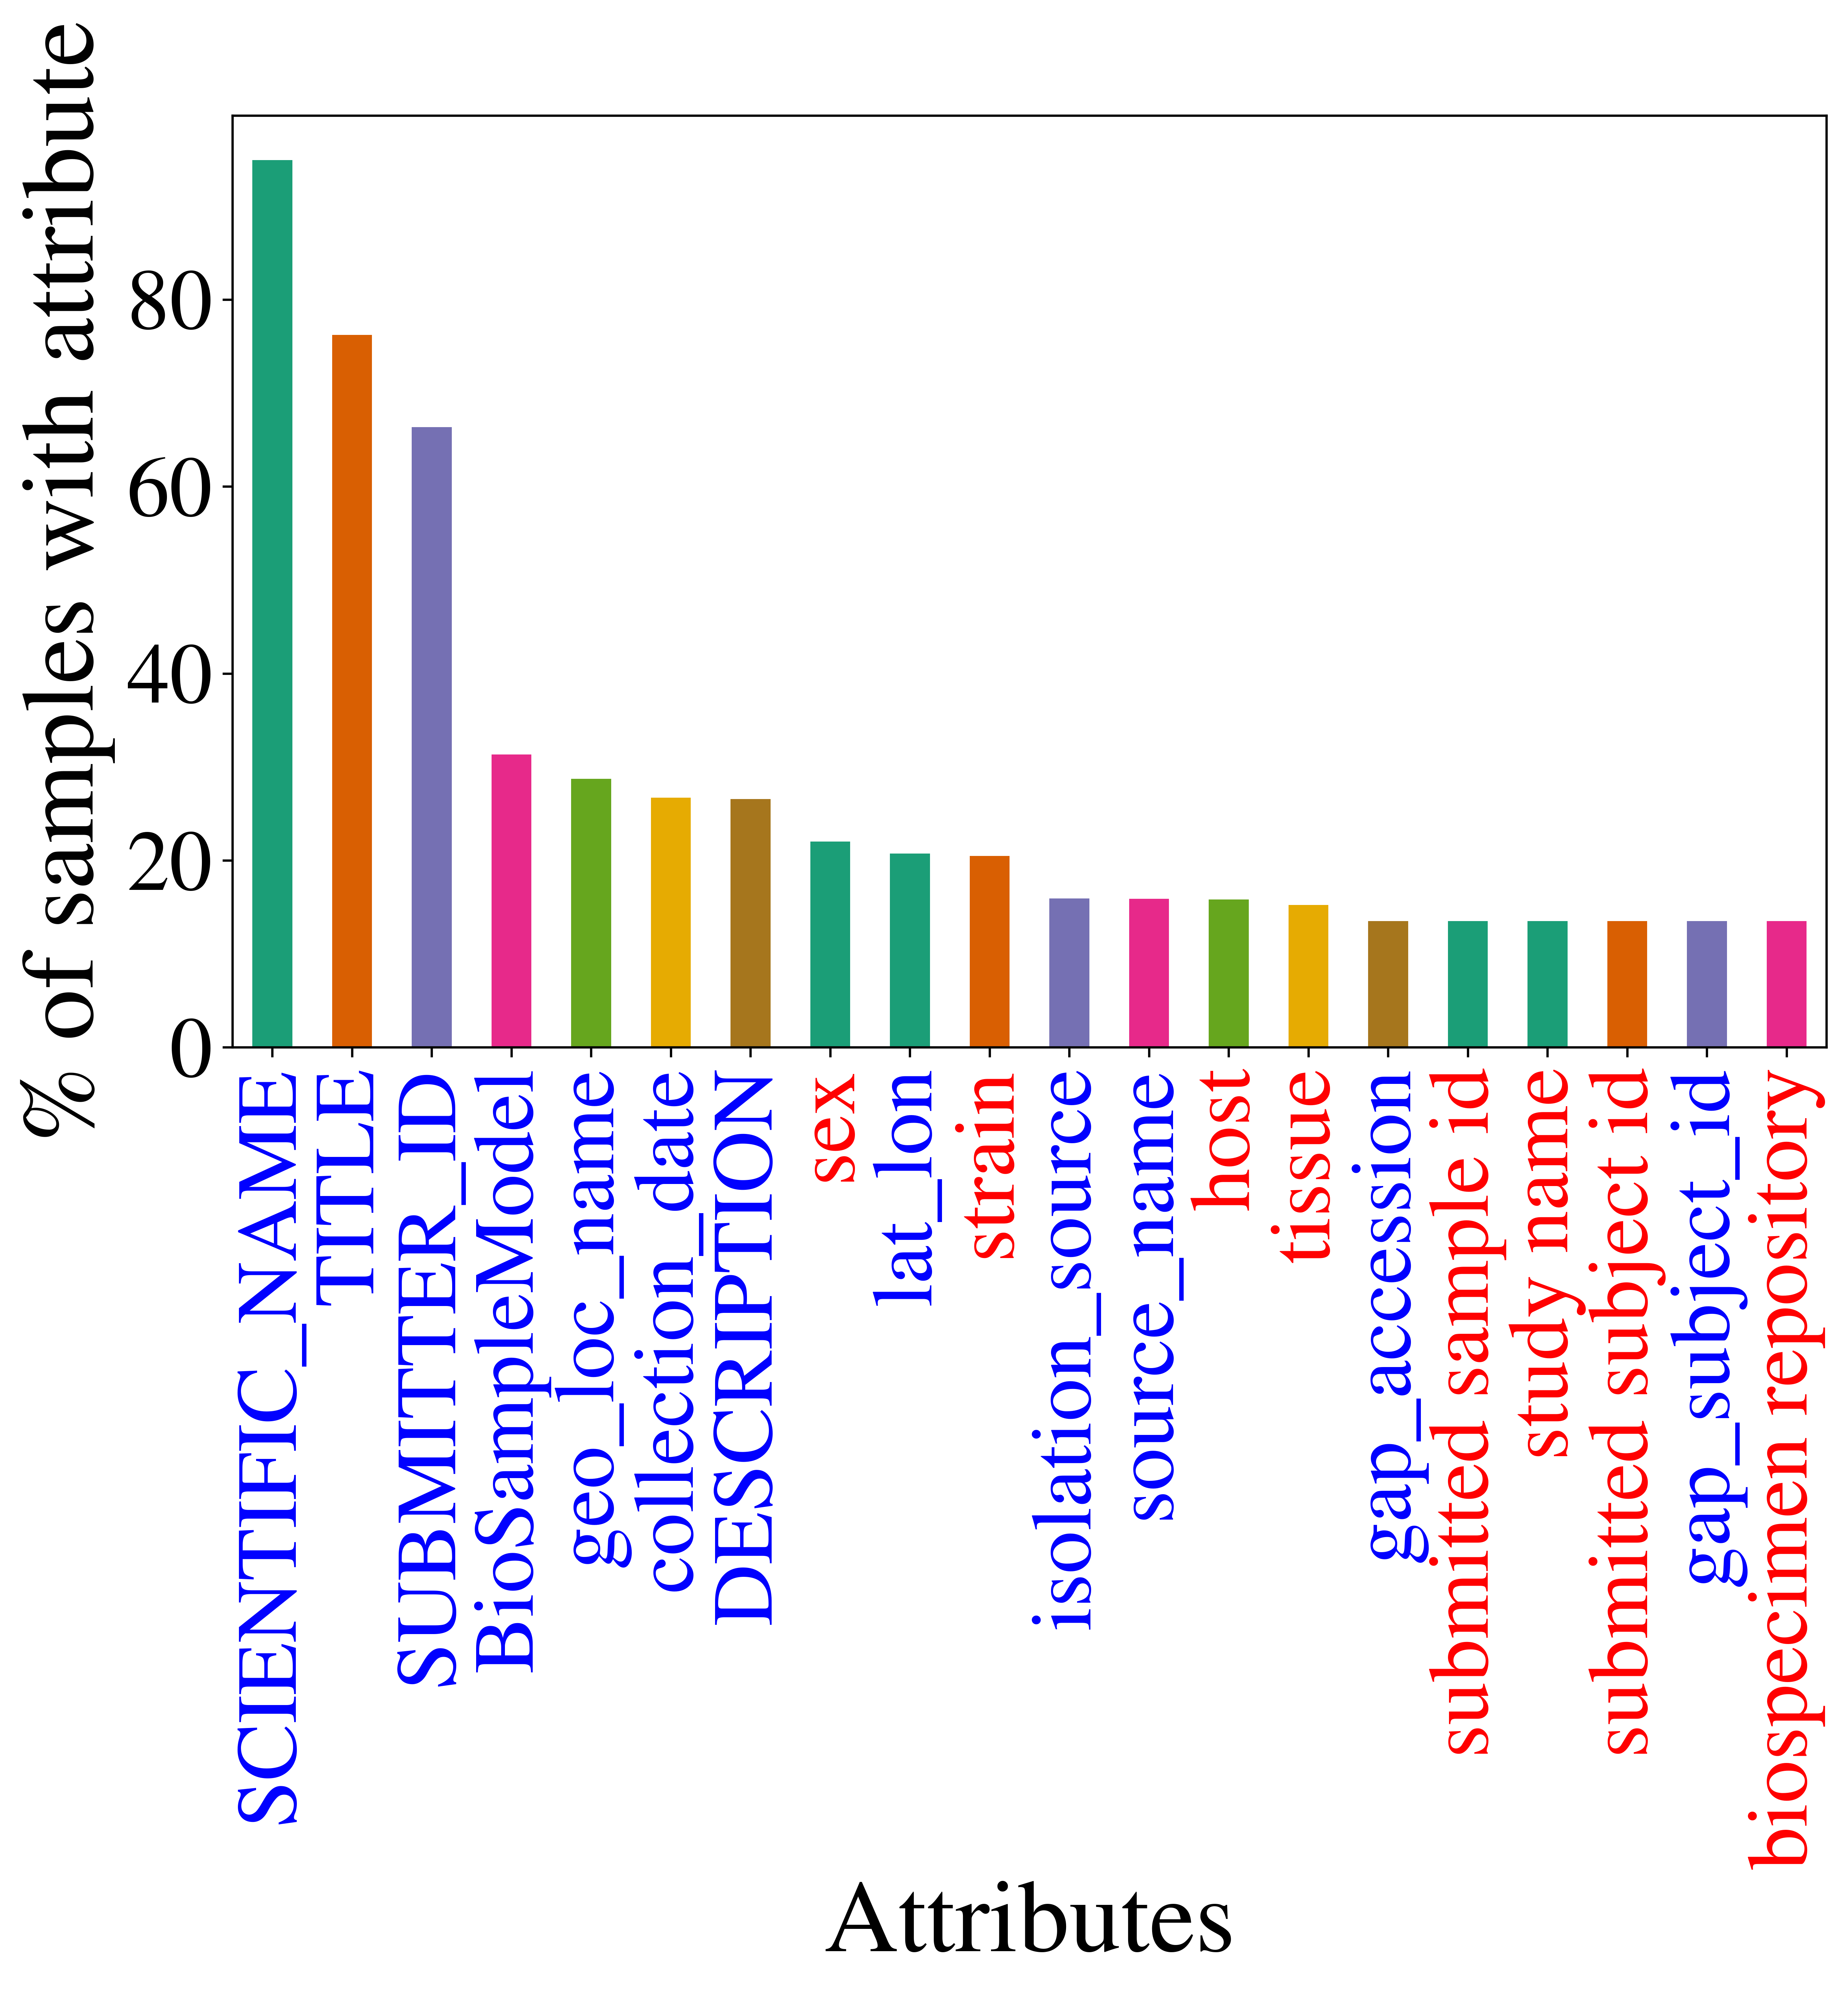 % of samples with attribute
80
60
40
20
0
SCIENTIFIC_NAME
TITLE
SUBMITTER_ID
BioSampleModel
geo_loc_name
collection_date
DESCRIPTION
sex
lat_lon
strain
isolation_source
source_name
host
tissue
gap_accession
submitted sample id
study name
submitted subject id
gap_subject_id
biospecimen repository
Attributes